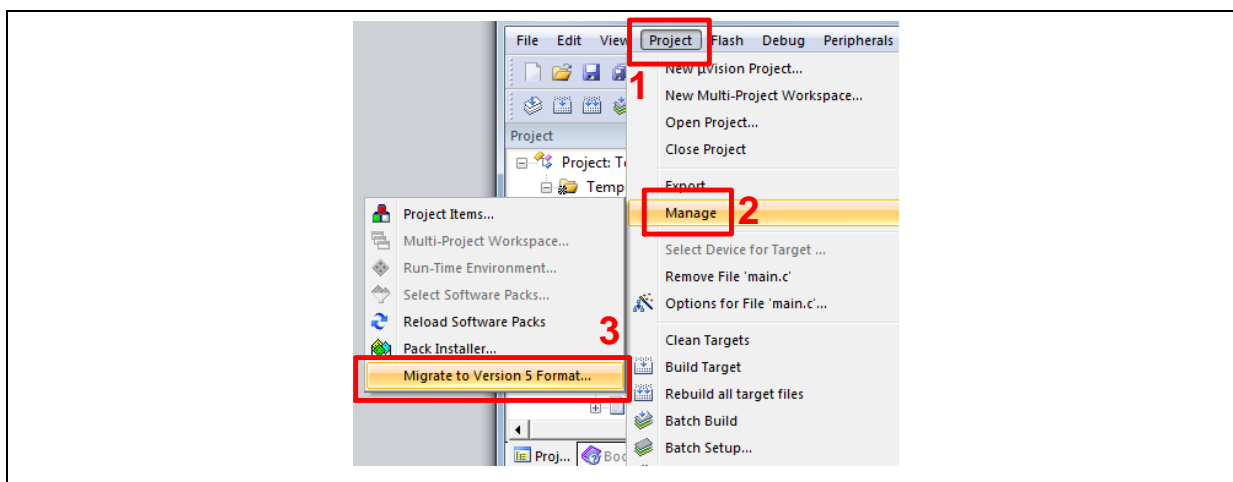 File Edit View Project Flash Debug Peripherals
1
New µVision Project...
New Multi-Project Workspace...
Open Project...
Close Project
Project
Project: T
Temp
Export
Manage 2
Project Items...
Multi-Project Workspace...
Run-Time Environment...
Select Software Packs...
Reload Software Packs
Pack Installer...
3
Migrate to Version 5 Format...
Select Device for Target ...
Remove File 'main.c'
Options for File 'main.c'...
Clean Targets
Build Target
Rebuild all target files
Batch Build
Batch Setup...
Proj...
Boo